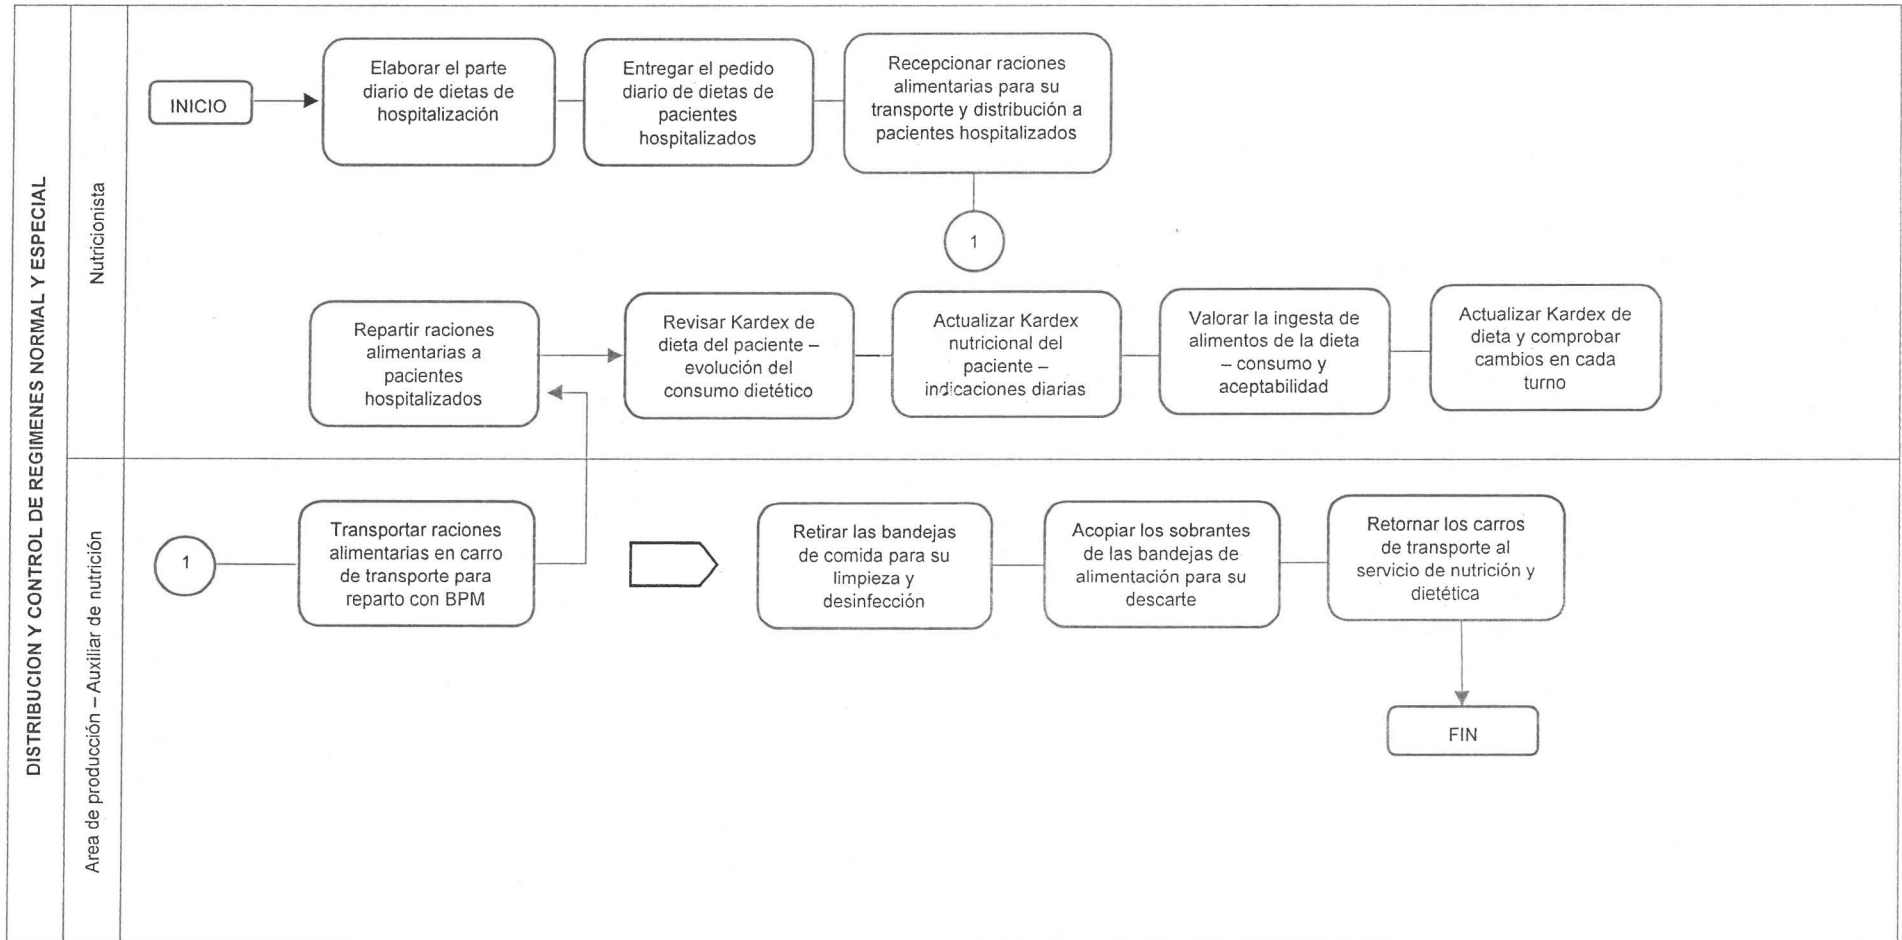 DISTRIBUCION Y CONTROL DE REGIMENES NORMAL Y ESPECIAL
Nutricionista
INICIO
Elaborar el parte
diario de dietas de
hospitalización
Entregar el pedido
diario de dietas de
pacientes
hospitalizados
Recepcionar raciones
alimentarias para su
transporte y distribución a
pacientes hospitalizados
1
Repartir raciones
alimentarias a
pacientes
hospitalizados
Revisar Kardex de
dieta del paciente –
evolución del
consumo dietético
Actualizar Kardex
nutricional del
paciente –
indicaciones diarias
Valorar la ingesta de
alimentos de la dieta
– consumo y
aceptabilidad
Actualizar Kardex de
dieta y comprobar
cambios en cada
turno
Area de producción – Auxiliar de nutrición
1
Transportar raciones
alimentarias en carro
de transporte para
reparto con BPM
Retirar las bandejas
de comida para su
limpieza y
desinfección
Acopiar los sobrantes
de las bandejas de
alimentación para su
descarte
Retornar los carros
de transporte al
servicio de nutrición y
dietética
FIN